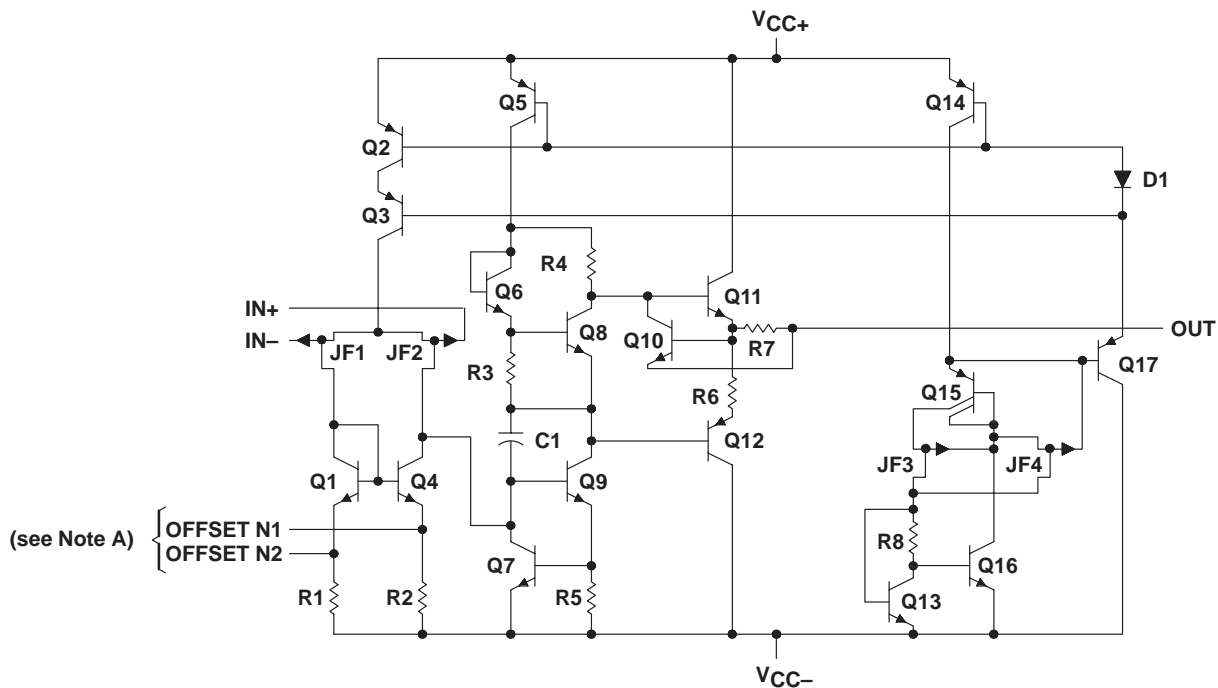 VCC+
Q5
Q14
Q2
D1
Q3
R4
Q6
Q11
IN+
Q8
OUT
IN–
JF1
JF2
Q10
R7
Q17
R3
Q15
R6
C1
Q12
JF3
JF4
Q1
Q4
Q9
OFFSET N1
(see Note A)
OFFSET N2
R8
Q7
Q16
R1
R2
R5
Q13
VCC–